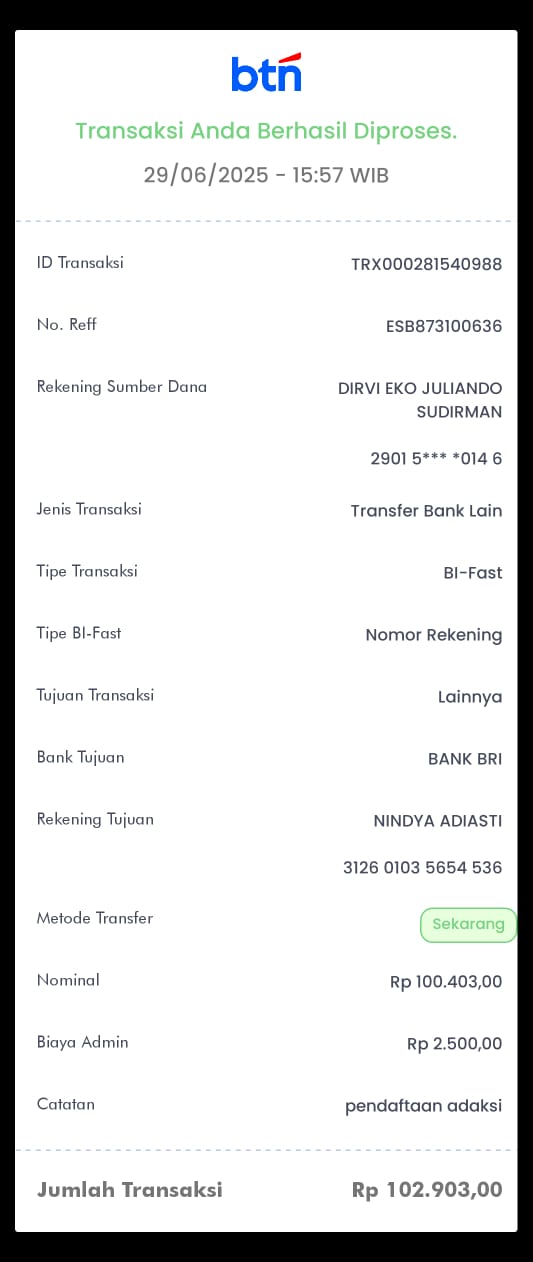 btn
Transaksi Anda Berhasil Diproses.
29/06/2025 - 15:57 WIB
ID Transaksi TRX000281540988
No. Reff ESB873100636
Rekening Sumber Dana DIRVI EKO JULIANDO
SUDIRMAN
2901 5*** *014 6
Jenis Transaksi Transfer Bank Lain
Tipe Transaksi BI-Fast
Tipe BI-Fast Nomor Rekening
Tujuan Transaksi Lainnya
Bank Tujuan BANK BRI
Rekening Tujuan NINDYA ADIASTI
3126 0103 5654 536
Metode Transfer Sekarang
Nominal Rp 100.403,00
Biaya Admin Rp 2.500,00
Catatan pendaftaan adaksi
Jumlah Transaksi Rp 102.903,00